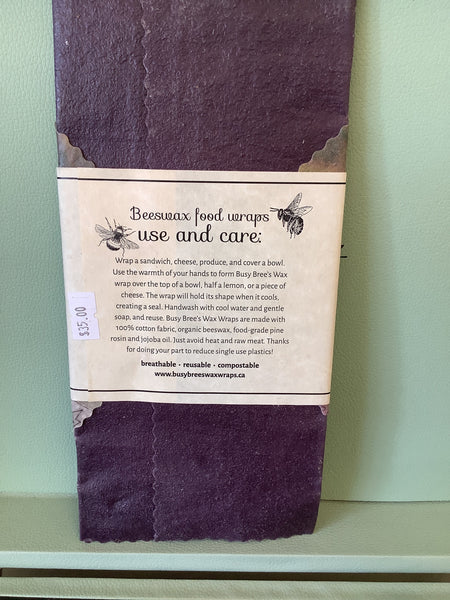 Beeswax food wraps
use and care:
Wrap a sandwich, cheese, produce, and cover a bowl.
Use the warmth of your hands to form Busy Bree's Wax
wrap over the top of a bowl, half a lemon, or a piece of
cheese. The wrap will hold its shape when it cools,
creating a seal. Handwash with cool water and gentle
soap, and reuse. Busy Bree's Wax Wraps are made with
100% cotton fabric, organic beeswax, food-grade pine
rosin and jojoba oil. Just avoid heat and raw meat. Thanks
for doing your part to reduce single use plastics!
breathable • reusable • compostable
www.busybreeswaxwraps.ca
$35.00